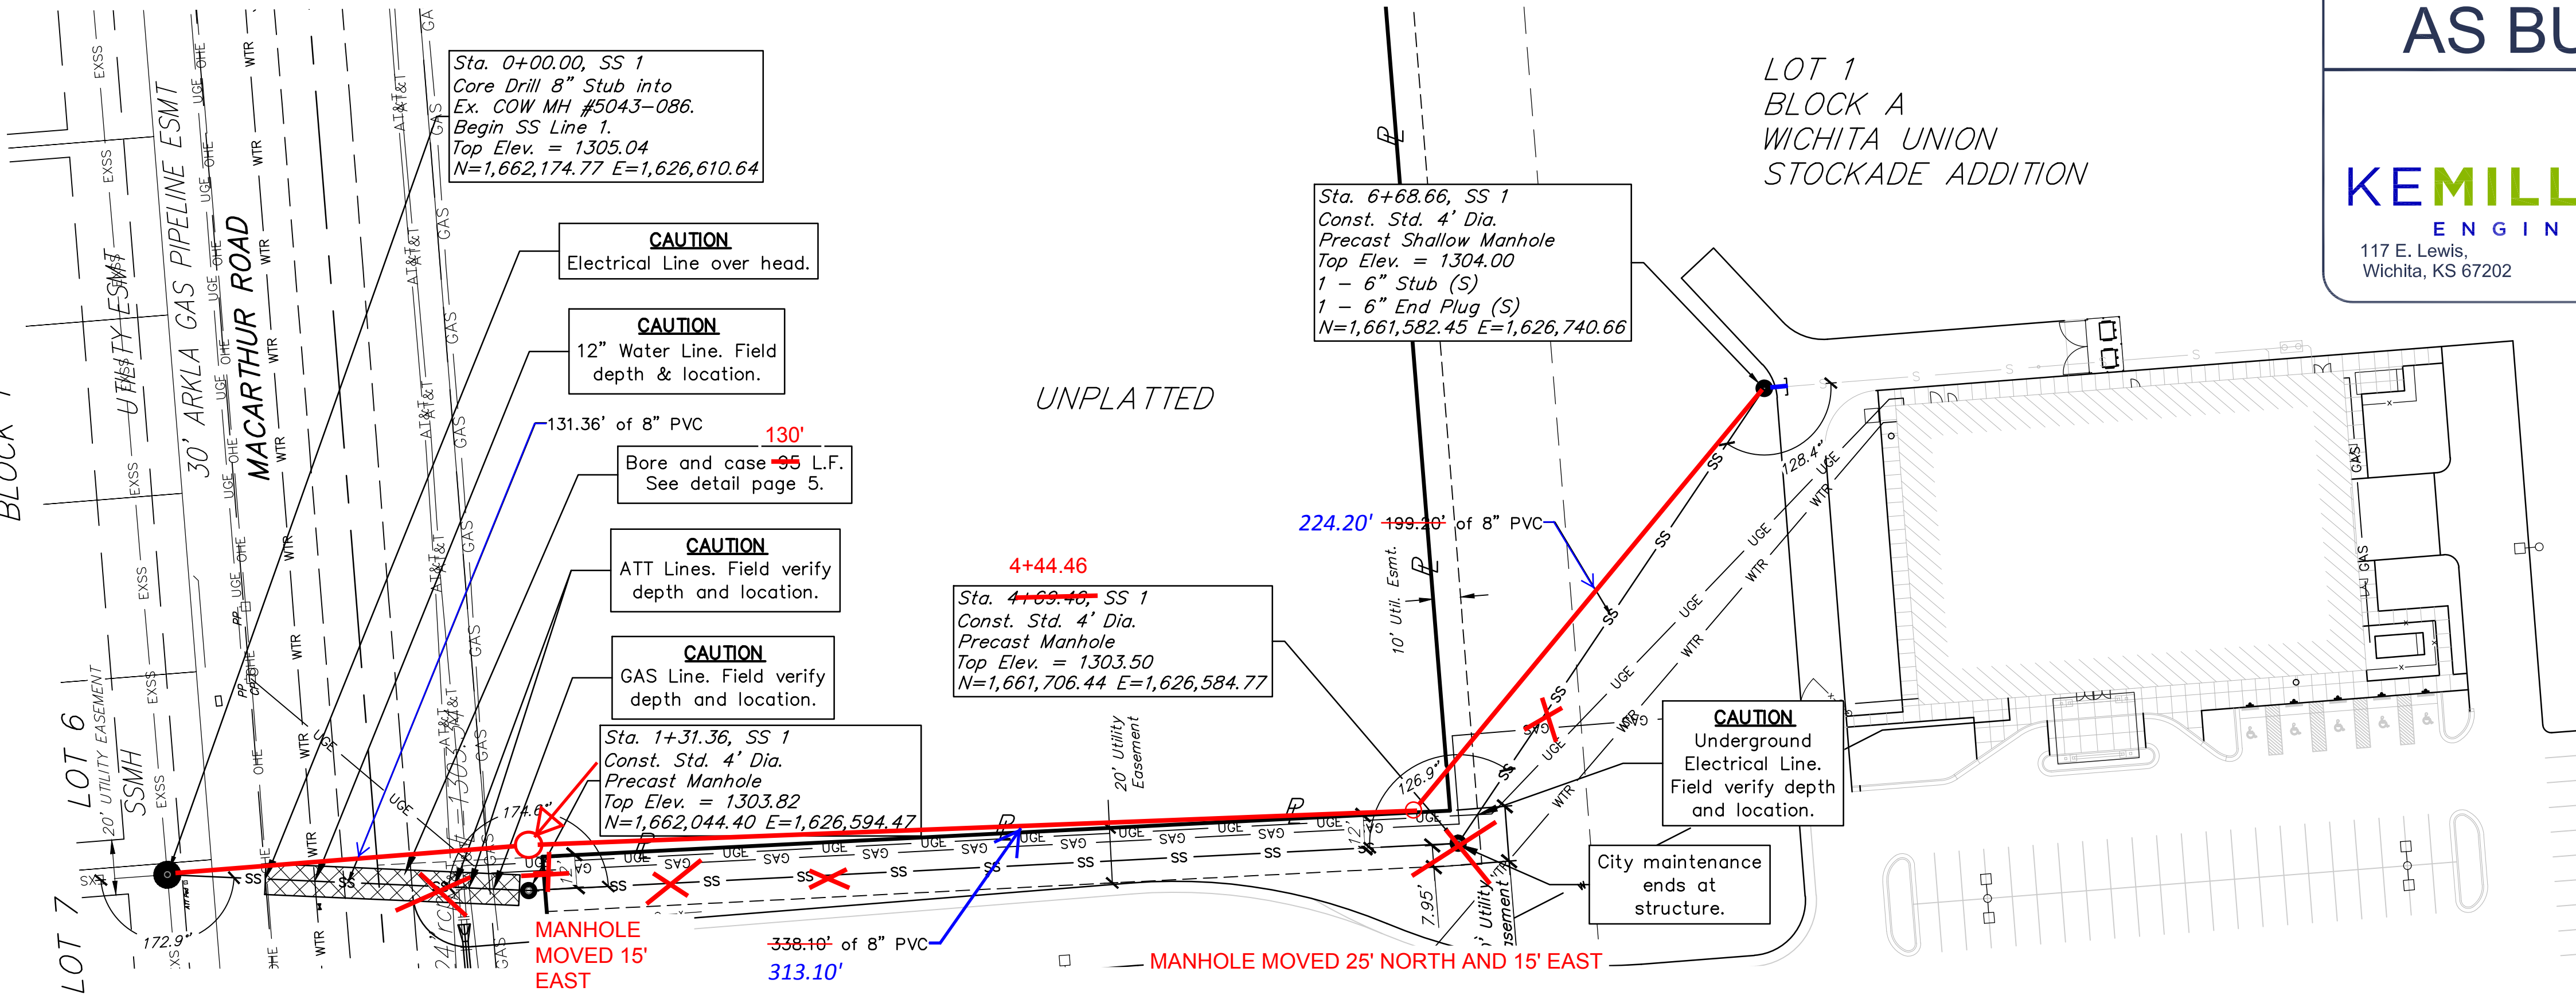 AS BU
KEMILL
ENGIN
117 E. Lewis,
Wichita, KS 67202
LOT 1
BLOCK A
WICHITA UNION
STOCKADE ADDITION
Sta. 0+00.00, SS 1
Core Drill 8" Stub into
Ex. COW MH #5043-086.
Begin SS Line 1.
Top Elev. = 1305.04
N=1,662,174.77 E=1,626,610.64
CAUTION
Electrical Line over head.
CAUTION
12" Water Line. Field
depth & location.
131.36' of 8" PVC
130'
Bore and case 95 L.F.
See detail page 5.
CAUTION
ATT Lines. Field verify
depth and location.
CAUTION
GAS Line. Field verify
depth and location.
Sta. 1+31.36, SS 1
Const. Std. 4' Dia.
Precast Manhole
Top Elev. = 1303.82
N=1,662,044.40 E=1,626,594.47
UNPLATTED
Sta. 6+68.66, SS 1
Const. Std. 4' Dia.
Precast Shallow Manhole
Top Elev. = 1304.00
1 - 6" Stub (S)
1 - 6" End Plug (S)
N=1,661,582.45 E=1,626,740.66
224.20' 199.20' of 8" PVC
4+44.46
Sta. 4+69.46, SS 1
Const. Std. 4' Dia.
Precast Manhole
Top Elev. = 1303.50
N=1,661,706.44 E=1,626,584.77
CAUTION
Underground
Electrical Line.
Field verify depth
and location.
City maintenance
ends at
structure.
MANHOLE
MOVED 15'
EAST
338.10' of 8" PVC
313.10'
MANHOLE MOVED 25' NORTH AND 15' EAST
30' ARKLA GAS PIPELINE ESMT
MACARTHUR ROAD
UTILITY ESMT
LOT 6
LOT 7
20' UTILITY EASEMENT
SSMH
10' Util. Esmt.
20' Utility
Easement
172.9°
174.6°
126.9°
128.4°
7.95'
12'
EXSS
UGE
OHE
WTR
AT&T
GAS
SS
PP